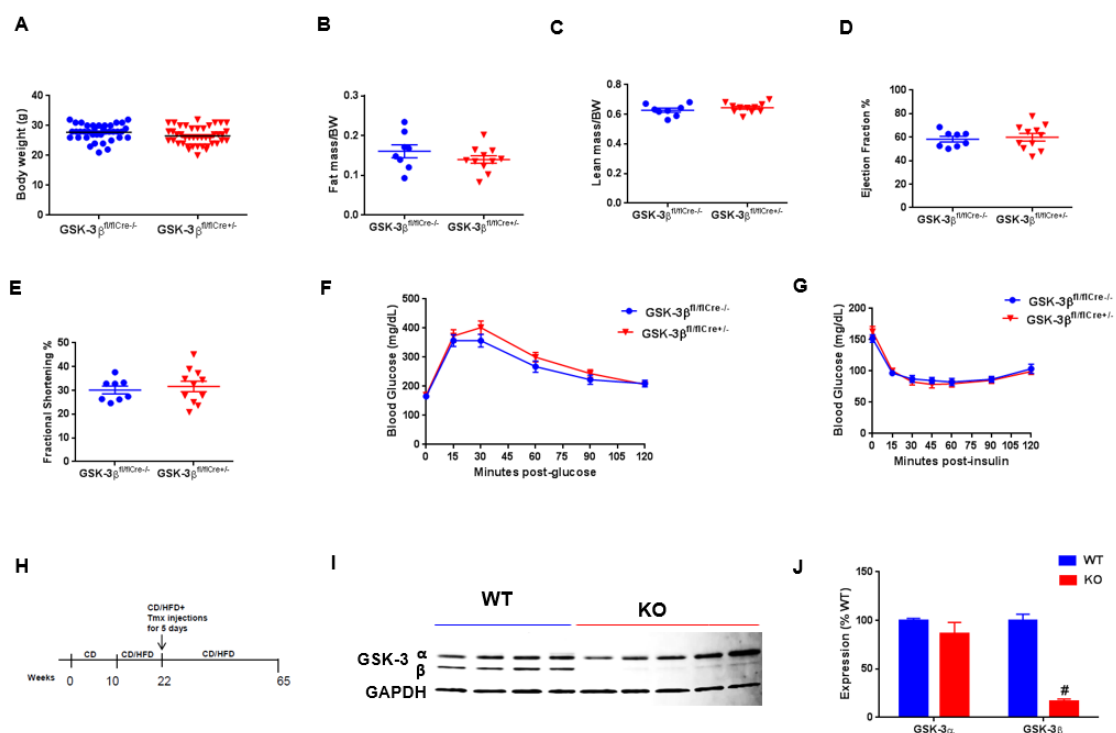 A
Body weight (g)
40
30
20
10
0
GSK-3β^fl/flCre-/-
GSK-3β^fl/flCre+/-
B
Fat mass/BW
0.3
0.2
0.1
0.0
GSK-3β^fl/flCre-/-
GSK-3β^fl/flCre+/-
C
Lean mass/BW
0.8
0.6
0.4
0.2
0.0
GSK-3β^fl/flCre-/-
GSK-3β^fl/flCre+/-
D
Ejection Fraction %
100
80
60
40
20
0
GSK-3β^fl/flCre-/-
GSK-3β^fl/flCre+/-
E
Fractional Shortening %
50
40
30
20
10
0
GSK-3β^fl/flCre-/-
GSK-3β^fl/flCre+/-
F
Blood Glucose (mg/dL)
500
400
300
200
100
0
0 15 30 45 60 75 90 105 120
Minutes post-glucose
GSK-3β^fl/flCre-/-
GSK-3β^fl/flCre+/-
G
Blood Glucose (mg/dL)
200
150
100
50
0
0 15 30 45 60 75 90 105 120
Minutes post-insulin
GSK-3β^fl/flCre-/-
GSK-3β^fl/flCre+/-
H
CD/HFD+
Tmx injections
for 5 days
CD CD/HFD CD/HFD
Weeks 0 10 22 65
I
WT KO
GSK-3 α
β
GAPDH
J
WT
KO
Expression (% WT)
150
100
50
0
#
GSK-3α GSK-3β